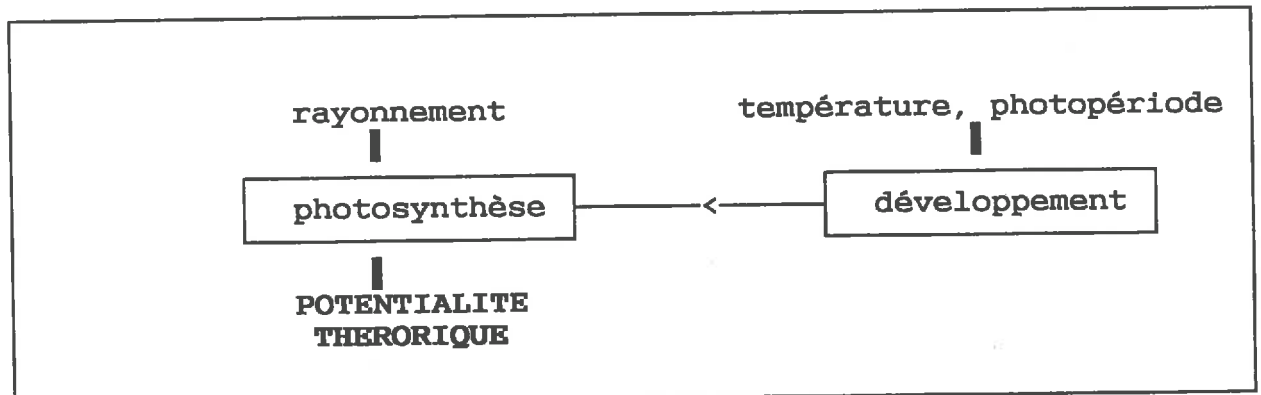 rayonnement
température, photopériode
photosynthèse
<
développement
POTENTIALITE
THERORIQUE